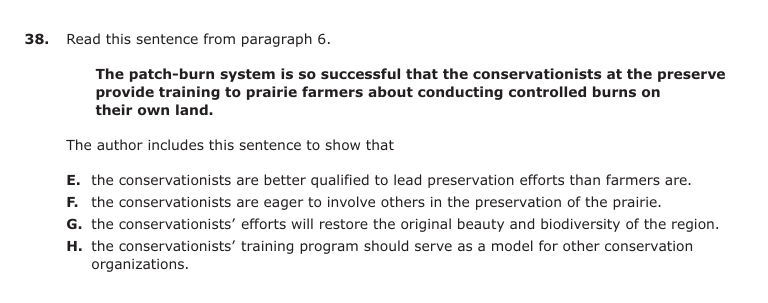 38. Read this sentence from paragraph 6.
The patch-burn system is so successful that the conservationists at the preserve
provide training to prairie farmers about conducting controlled burns on
their own land.
The author includes this sentence to show that
E. the conservationists are better qualified to lead preservation efforts than farmers are.
F. the conservationists are eager to involve others in the preservation of the prairie.
G. the conservationists’ efforts will restore the original beauty and biodiversity of the region.
H. the conservationists’ training program should serve as a model for other conservation
organizations.